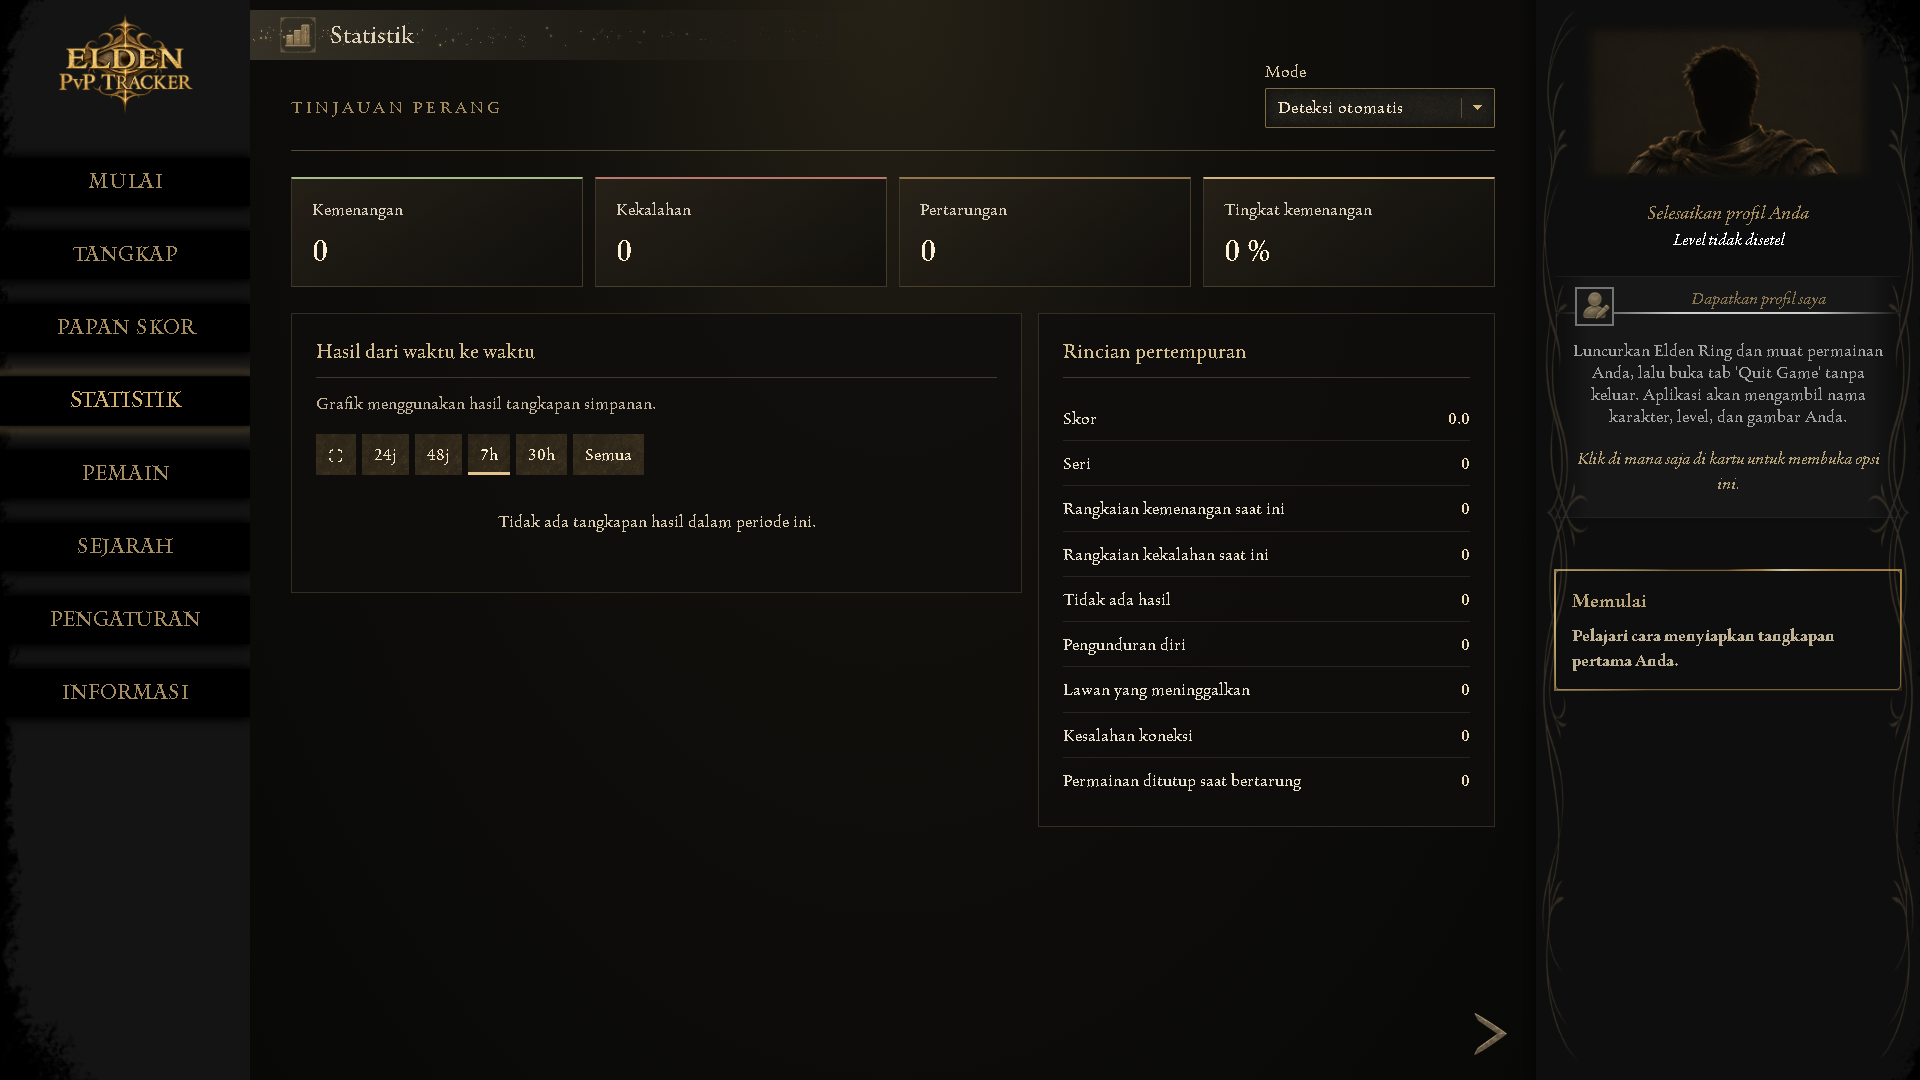 ELDEN
PVP TRACKER
MULAI
TANGKAP
PAPAN SKOR
STATISTIK
PEMAIN
SEJARAH
PENGATURAN
INFORMASI
Statistik
TINJAUAN PERANG
Mode
Deteksi otomatis
Kemenangan
0
Kekalahan
0
Pertarungan
0
Tingkat kemenangan
0 %
Hasil dari waktu ke waktu
Grafik menggunakan hasil tangkapan simpanan.
24j 48j 7h 30h Semua
Tidak ada tangkapan hasil dalam periode ini.
Rincian pertempuran
Skor 0.0
Seri 0
Rangkaian kemenangan saat ini 0
Rangkaian kekalahan saat ini 0
Tidak ada hasil 0
Pengunduran diri 0
Lawan yang meninggalkan 0
Kesalahan koneksi 0
Permainan ditutup saat bertarung 0
Selesaikan profil Anda
Level tidak disetel
Dapatkan profil saya
Luncurkan Elden Ring dan muat permainan
Anda, lalu buka tab 'Quit Game' tanpa
keluar. Aplikasi akan mengambil nama
karakter, level, dan gambar Anda.
Klik di mana saja di kartu untuk membuka opsi
ini.
Memulai
Pelajari cara menyiapkan tangkapan
pertama Anda.